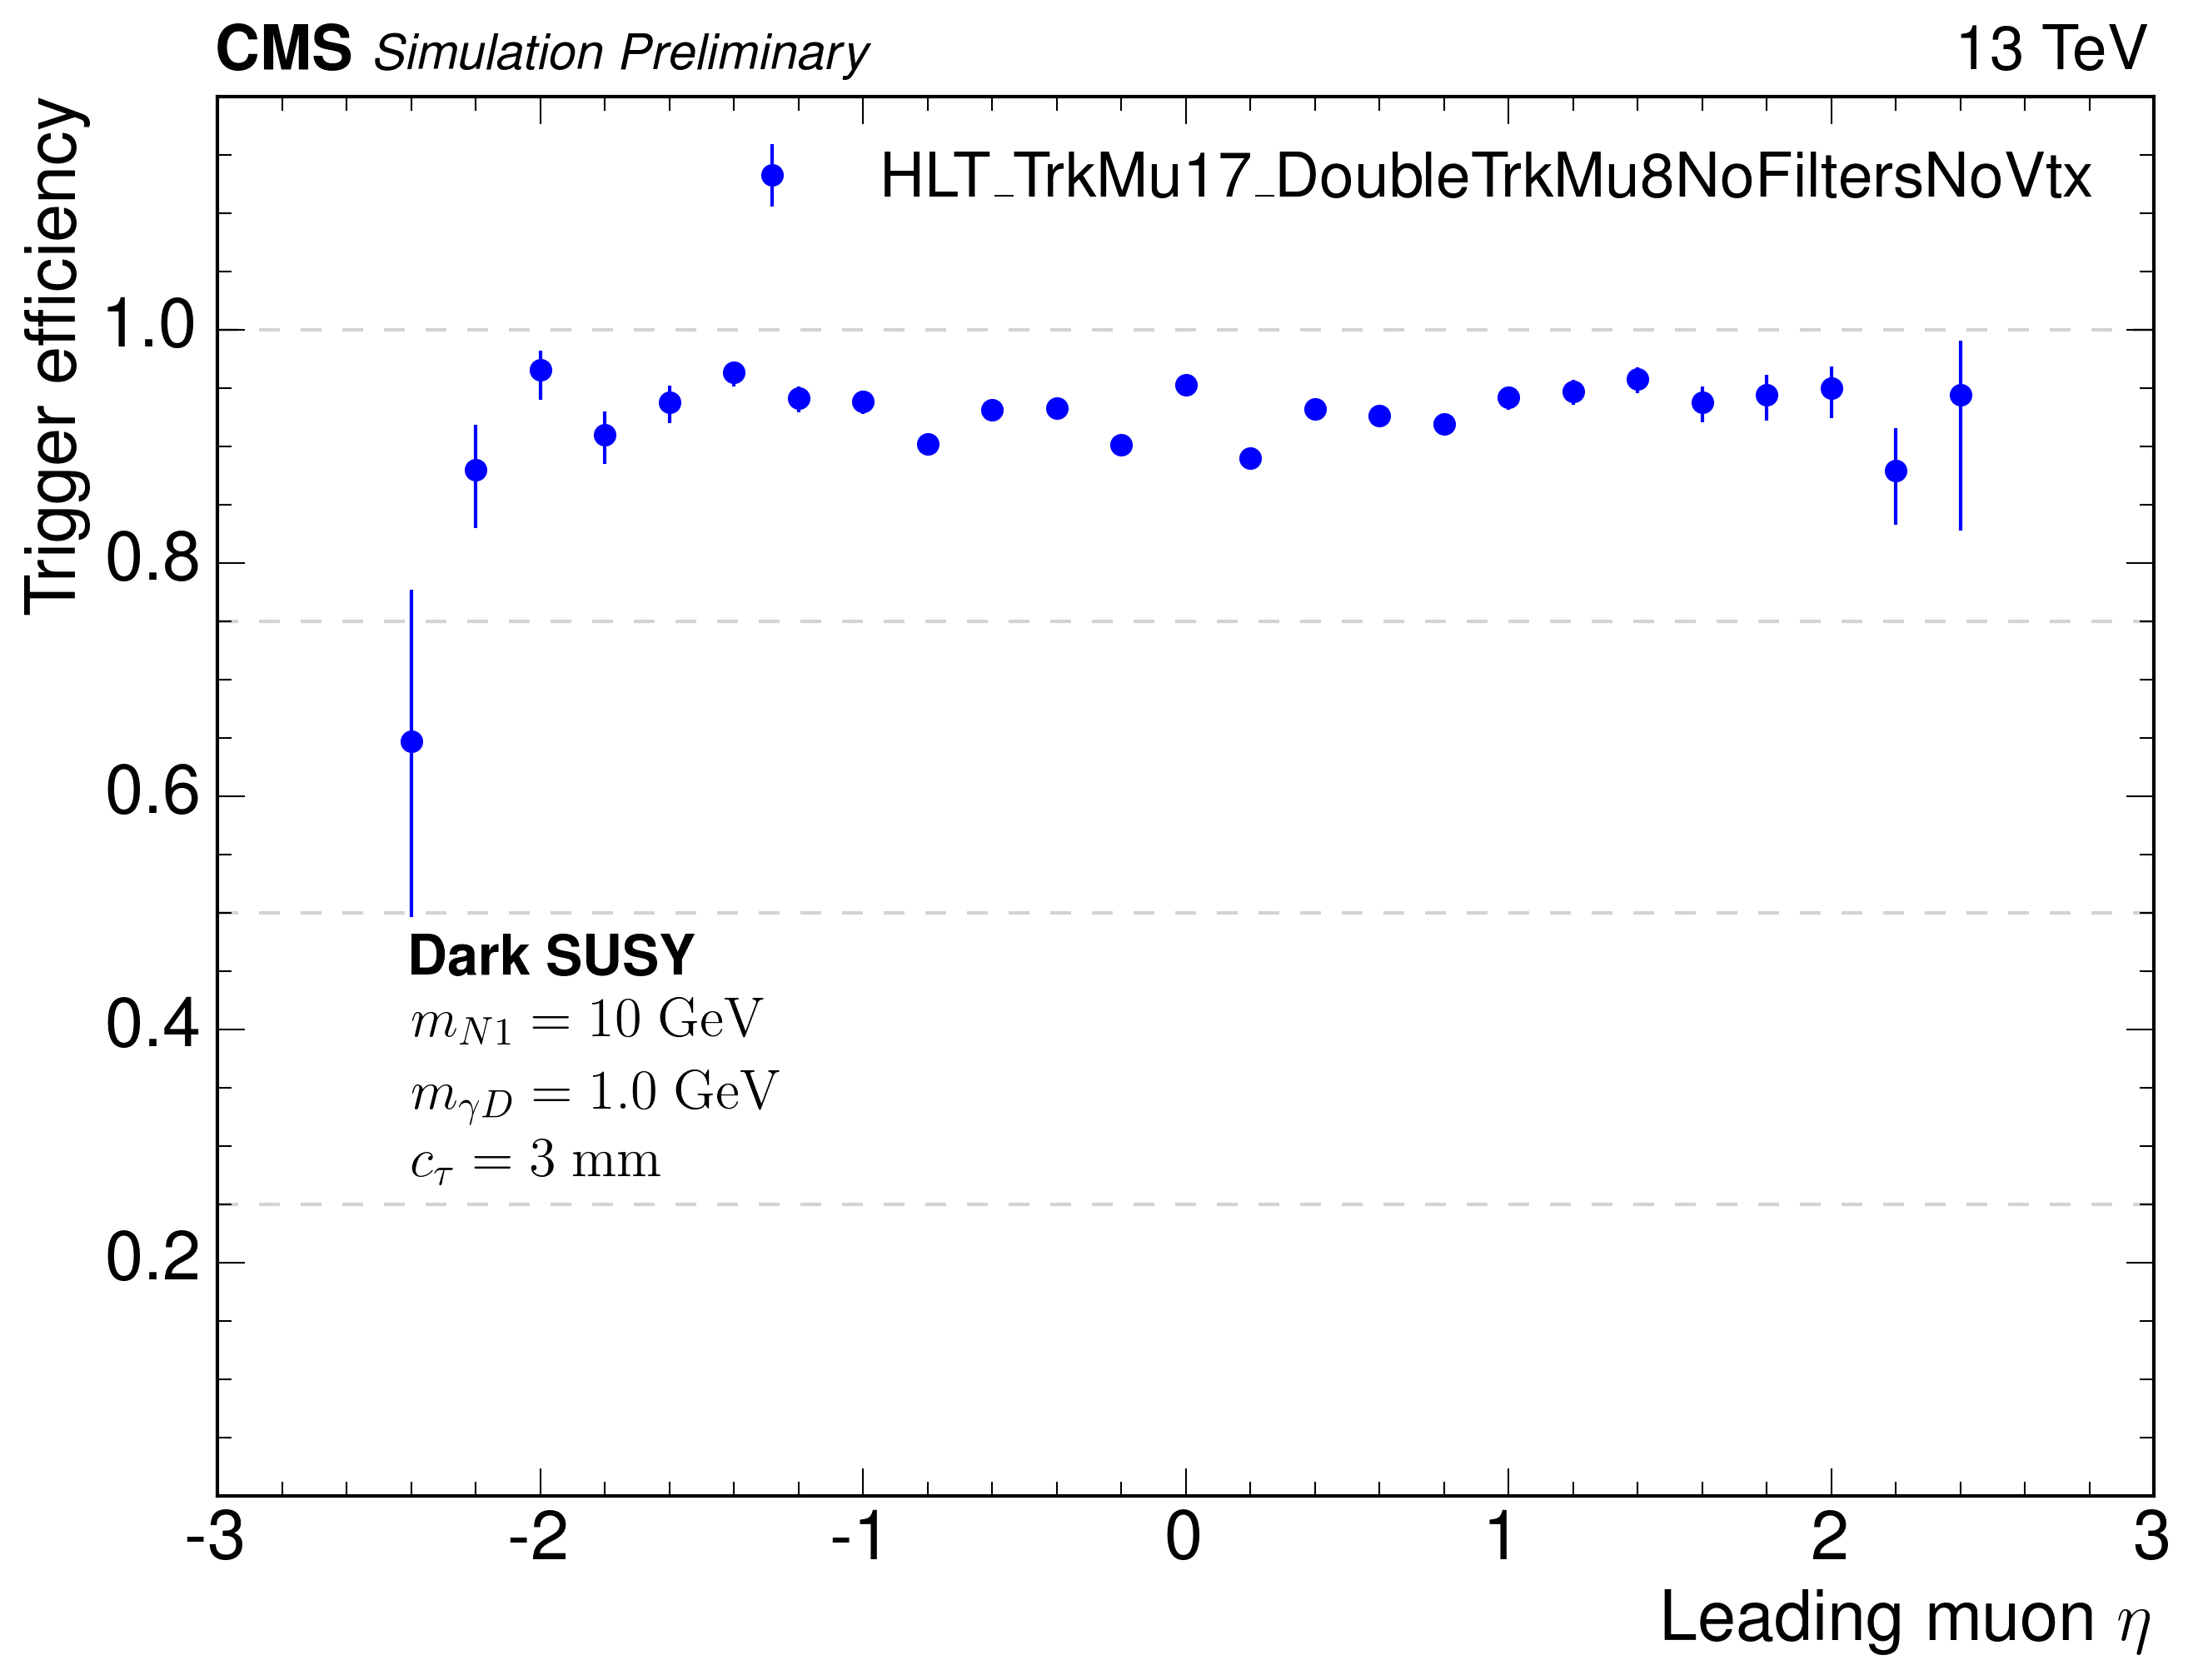 CMS Simulation Preliminary 13 TeV
Trigger efficiency
HLT_TrkMu17_DoubleTrkMu8NoFiltersNoVtx
1.0
0.8
0.6
0.4
0.2
Dark SUSY
m_{N1} = 10 GeV
m_{γD} = 1.0 GeV
c_τ = 3 mm
-3 -2 -1 0 1 2 3
Leading muon η